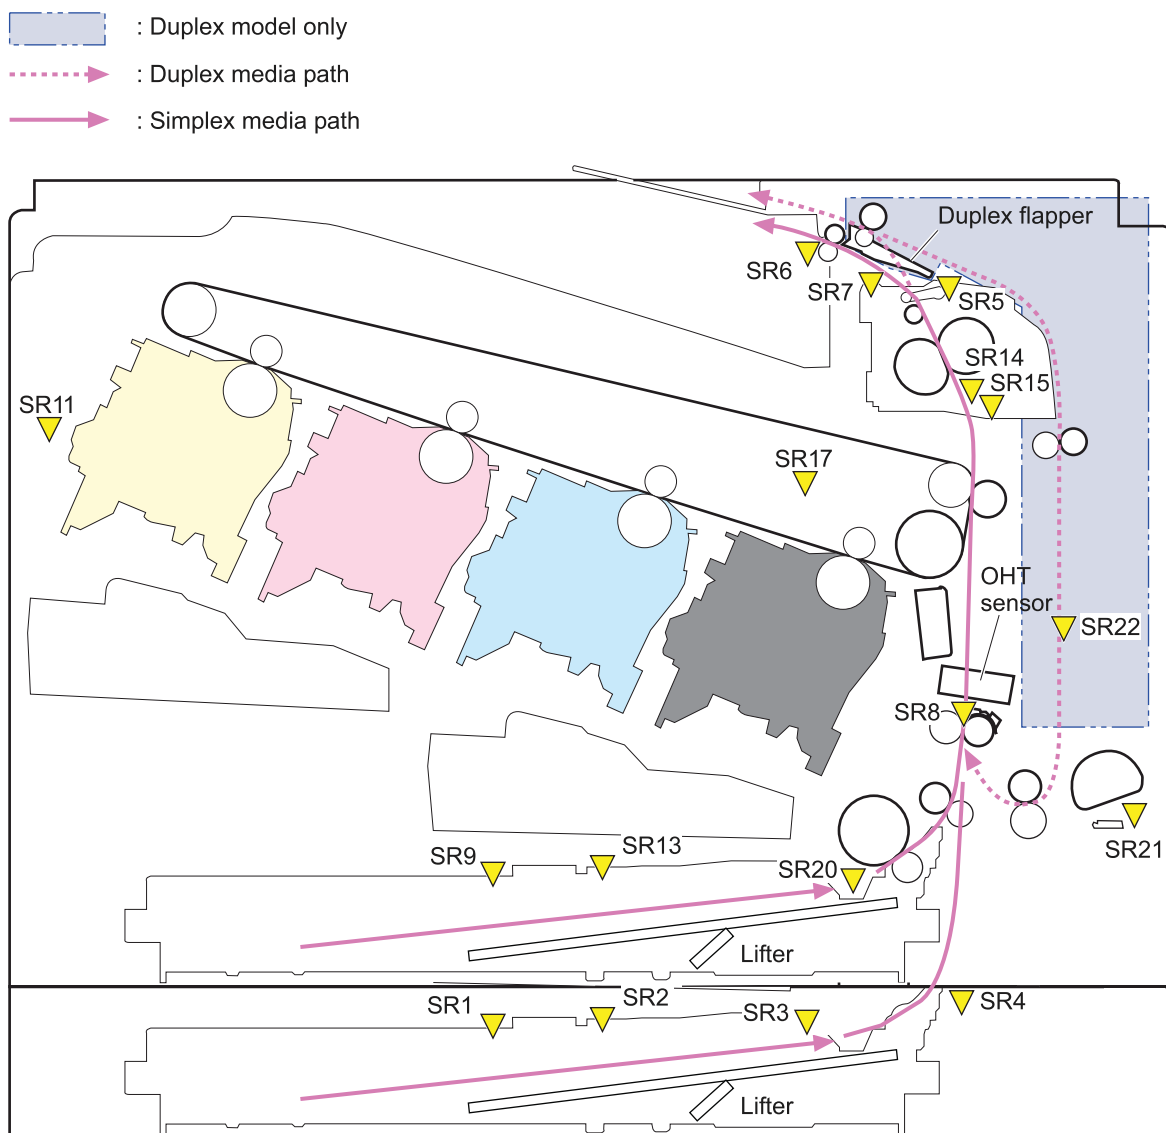 : Duplex model only
: Duplex media path
: Simplex media path
Duplex flapper
SR6
SR7
SR5
SR14
SR15
SR11
SR17
OHT
sensor
SR22
SR8
SR9
SR13
SR20
SR21
Lifter
SR1
SR2
SR3
SR4
Lifter